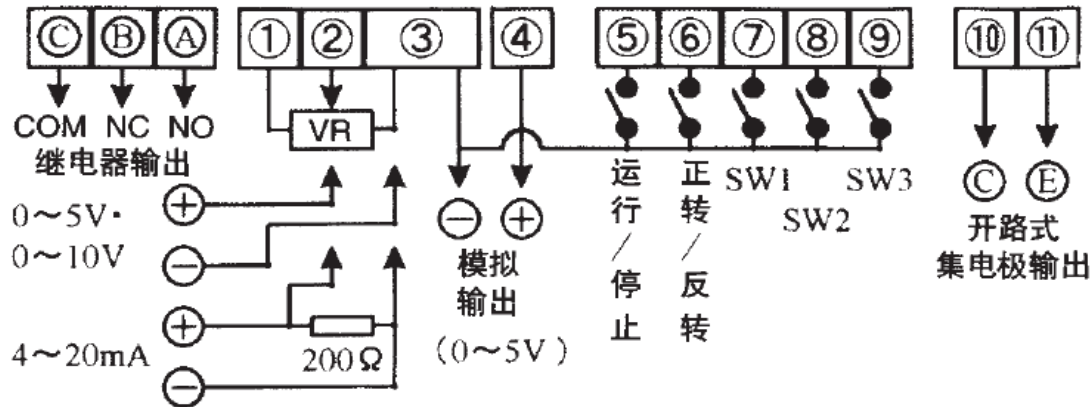 Ⓒ Ⓑ Ⓐ ① ② ③ ④ ⑤ ⑥ ⑦ ⑧ ⑨ ⑩ ⑪
COM NC NO
继电器输出
VR
0～5V·
0～10V
⊕
⊖
⊕
⊖
4～20mA
200Ω
⊖ ⊕
模拟
输出
（0～5V）
运行/停止
正转/反转
SW1
SW2
SW3
Ⓒ Ⓔ
开路式
集电极输出